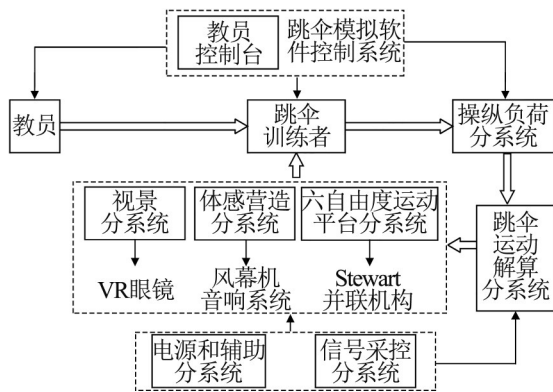 教员
控制台
跳伞模拟软
件控制系统
教员
跳伞
训练者
操纵负荷
分系统
视景
分系统
体感营造
分系统
六自由度运动
平台分系统
跳伞
运动
解算
分系统
VR眼镜
风幕机
音响系统
Stewart
并联机构
电源和辅助
分系统
信号采控
分系统